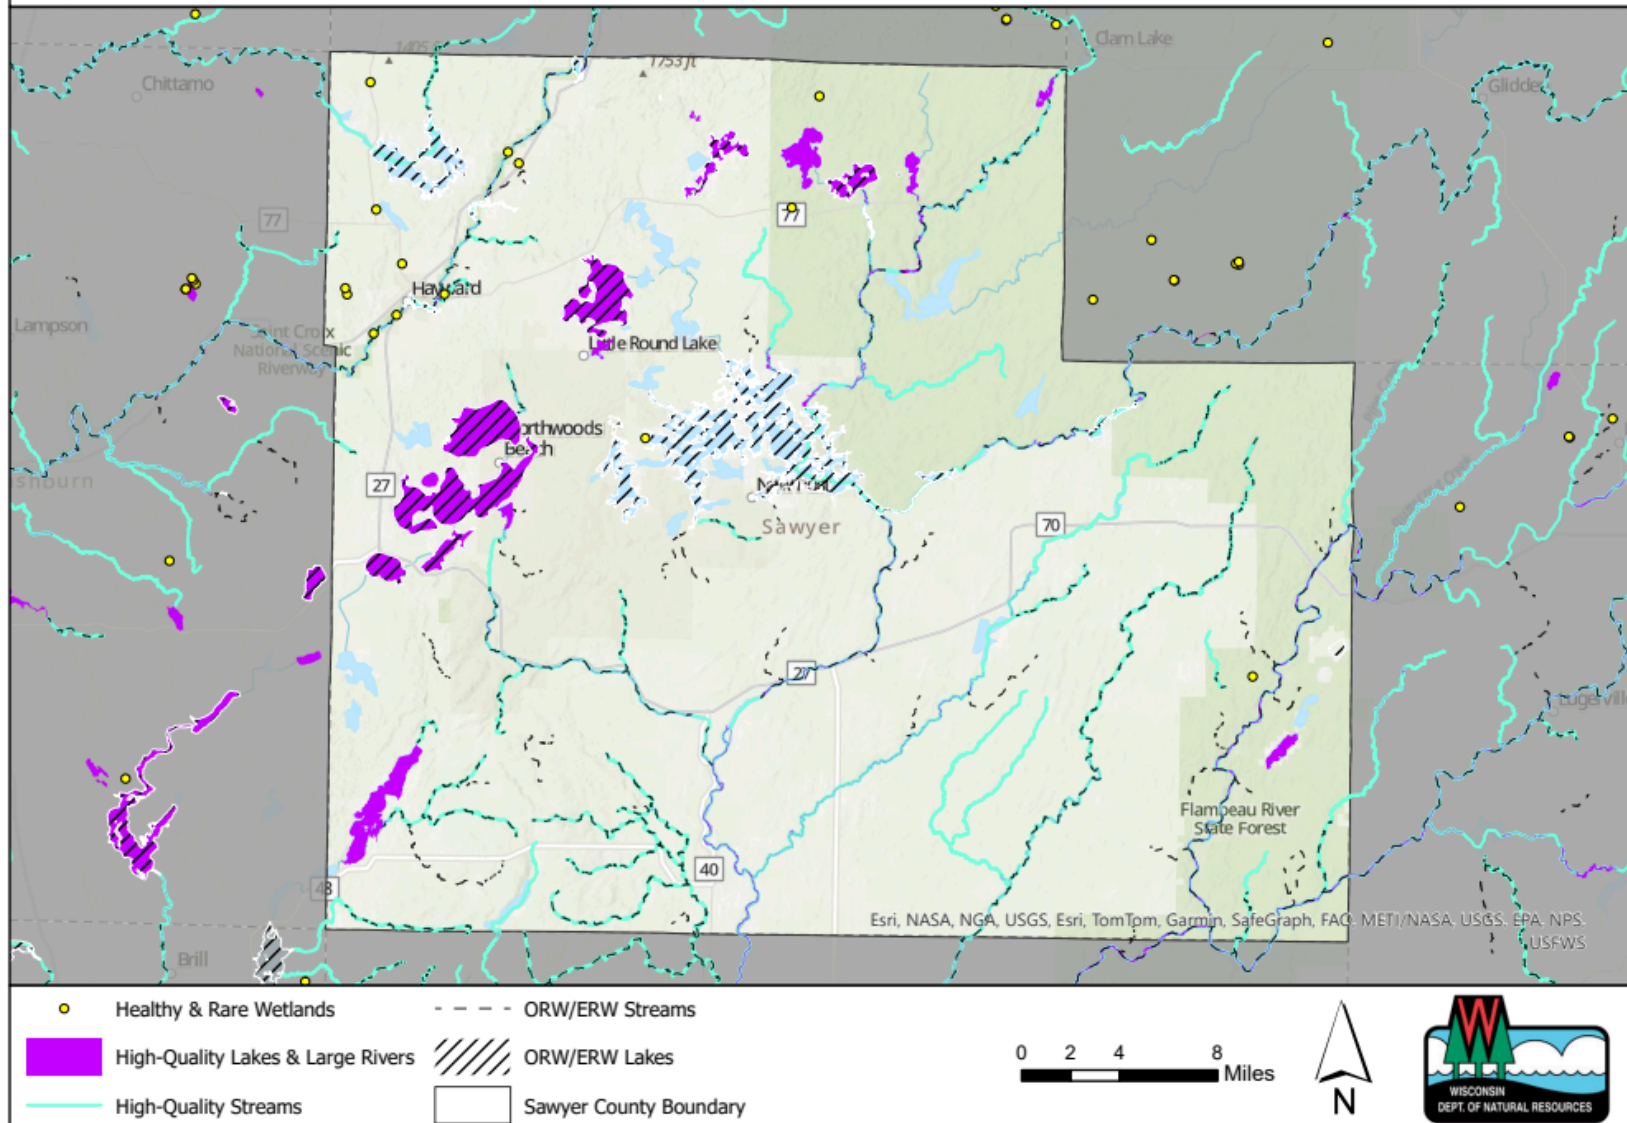 1405 ft
1753 ft
Clam Lake
Chittamo
Glidden
77
77
Hayward
Lampson
Saint Croix
National Scenic
Riverway
Little Round Lake
Northwoods
Beach
27
shburn
Sawyer
70
27
Flambeau River
State Forest
40
48
Brill
Esri, NASA, NGA, USGS, Esri, TomTom, Garmin, SafeGraph, FAO, METI/NASA, USGS, EPA, NPS,
USFWS
Healthy & Rare Wetlands
High-Quality Lakes & Large Rivers
High-Quality Streams
ORW/ERW Streams
ORW/ERW Lakes
Sawyer County Boundary
0 2 4 8
Miles
N
W
WISCONSIN
DEPT. OF NATURAL RESOURCES